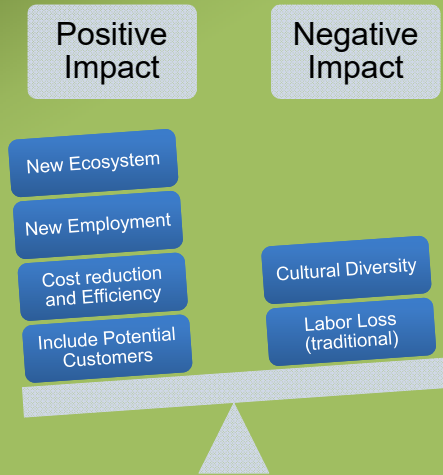 Positive
Impact
Negative
Impact
New Ecosystem
New Employment
Cost reduction
and Efficiency
Include Potential
Customers
Cultural Diversity
Labor Loss
(traditional)